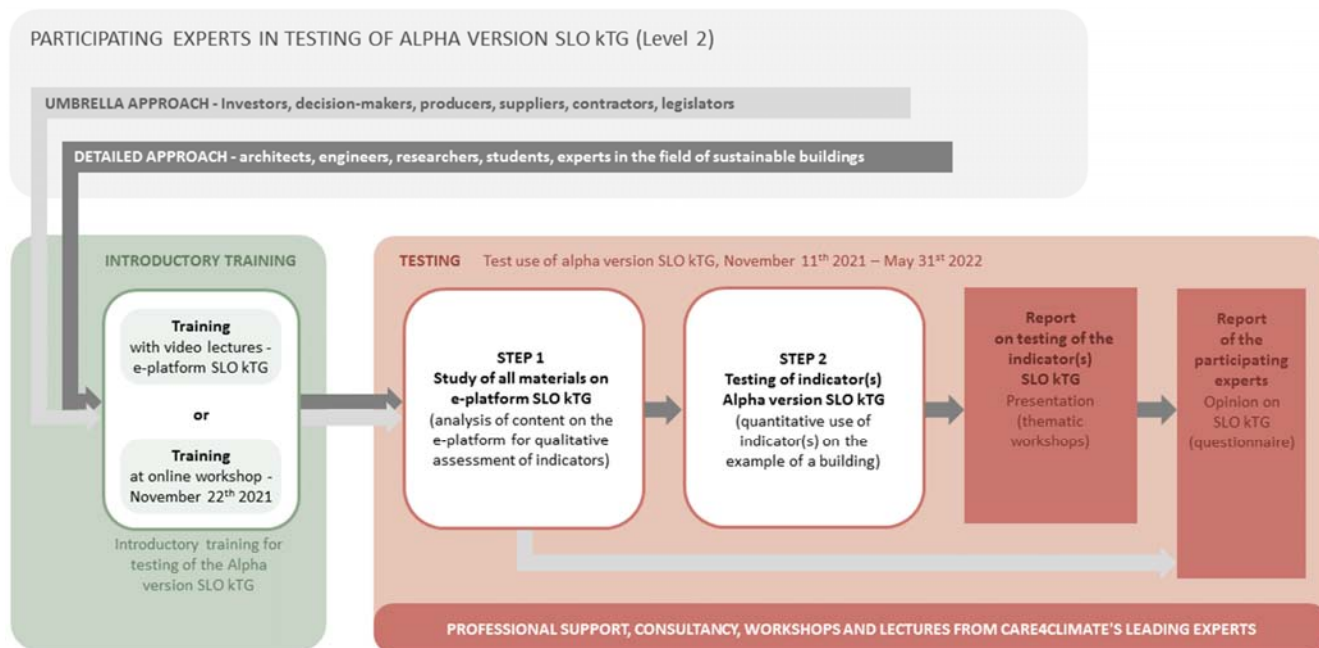 PARTICIPATING EXPERTS IN TESTING OF ALPHA VERSION SLO kTG (Level 2)
UMBRELLA APPROACH - Investors, decision-makers, producers, suppliers, contractors, legislators
DETAILED APPROACH - architects, engineers, researchers, students, experts in the field of sustainable buildings
INTRODUCTORY TRAINING
Training
with video lectures -
e-platform SLO kTG
or
Training
at online workshop -
November 22th 2021
Introductory training for
testing of the Alpha
version SLO kTG
TESTING Test use of alpha version SLO kTG, November 11th 2021 – May 31st 2022
STEP 1
Study of all materials on
e-platform SLO kTG
(analysis of content on the
e-platform for qualitative
assessment of indicators)
STEP 2
Testing of indicator(s)
Alpha version SLO kTG
(quantitative use of
indicator(s) on the
example of a building)
Report
on testing of the
indicator(s)
SLO kTG
Presentation
(thematic
workshops)
Report
of the
participating
experts
Opinion on
SLO kTG
(questionnaire)
PROFESSIONAL SUPPORT, CONSULTANCY, WORKSHOPS AND LECTURES FROM CARE4CLIMATE'S LEADING EXPERTS